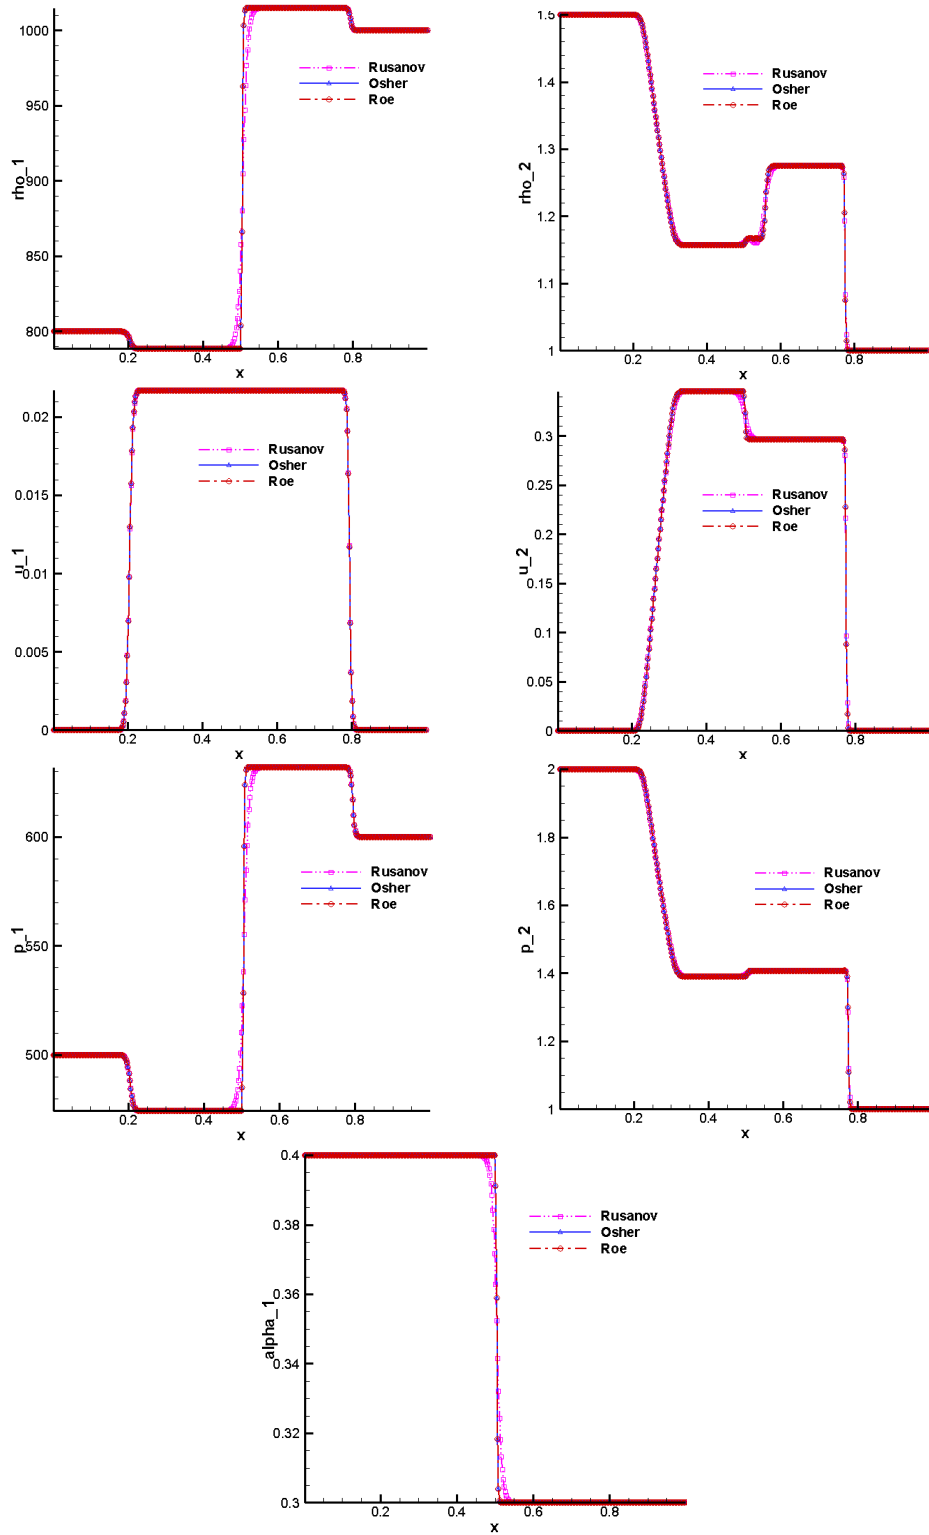 1000
950
900
850
800
rho_1
Rusanov
Osher
Roe
0.2 0.4 0.6 0.8
x
1.5
1.4
1.3
1.2
1.1
1
rho_2
Rusanov
Osher
Roe
0.2 0.4 0.6 0.8
x
0.02
0.015
0.01
0.005
0
u_1
Rusanov
Osher
Roe
0.2 0.4 0.6 0.8
x
0.3
0.25
0.2
0.15
0.1
0.05
0
u_2
Rusanov
Osher
Roe
0.2 0.4 0.6 0.8
x
600
550
500
p_1
Rusanov
Osher
Roe
0.2 0.4 0.6 0.8
x
2
1.8
1.6
1.4
1.2
1
p_2
Rusanov
Osher
Roe
0.2 0.4 0.6 0.8
x
0.4
0.38
0.36
0.34
0.32
0.3
alpha_1
Rusanov
Osher
Roe
0.2 0.4 0.6 0.8
x